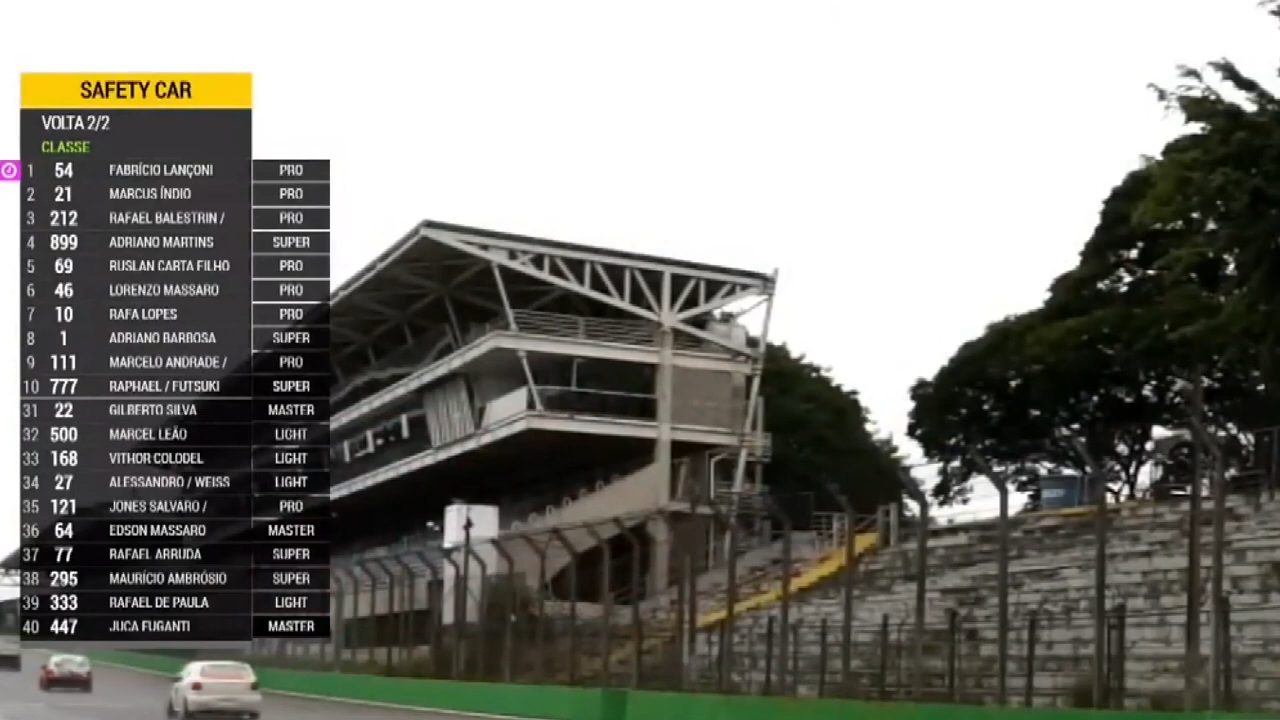 SAFETY CAR
VOLTA 2/2
CLASSE
1 54 FABRÍCIO LANÇONI PRO
2 21 MARCUS ÍNDIO PRO
3 212 RAFAEL BALESTRIN / PRO
4 899 ADRIANO MARTINS SUPER
5 69 RUSLAN CARTA FILHO PRO
6 46 LORENZO MASSARO PRO
7 10 RAFA LOPES PRO
8 1 ADRIANO BARBOSA SUPER
9 111 MARCELO ANDRADE / PRO
10 777 RAPHAEL / FUTSUKI SUPER
31 22 GILBERTO SILVA MASTER
32 500 MARCEL LEÃO LIGHT
33 168 VITHOR COLODEL LIGHT
34 27 ALESSANDRO / WEISS LIGHT
35 121 JONES SALVARO / PRO
36 64 EDSON MASSARO MASTER
37 77 RAFAEL ARRUDA SUPER
38 295 MAURÍCIO AMBRÓSIO SUPER
39 333 RAFAEL DE PAULA LIGHT
40 447 JUCA FUGANTI MASTER